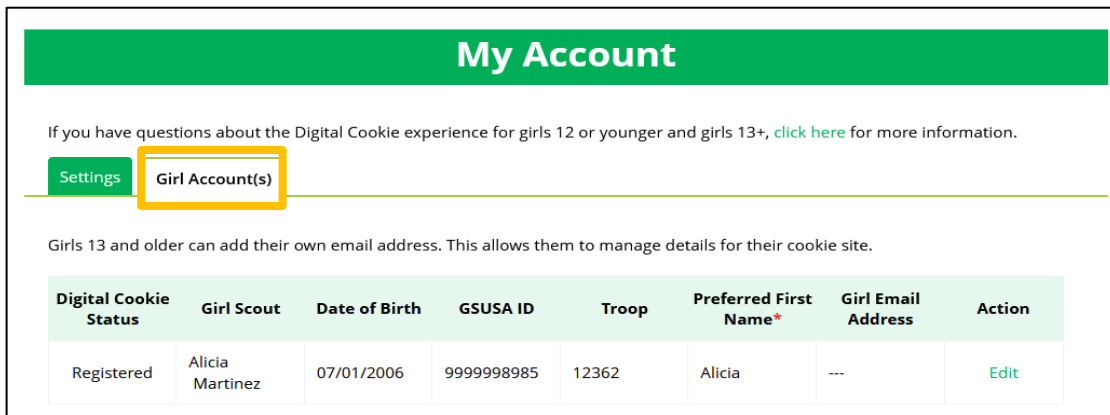 My Account
If you have questions about the Digital Cookie experience for girls 12 or younger and girls 13+, click here for more information.
Settings Girl Account(s)
Girls 13 and older can add their own email address. This allows them to manage details for their cookie site.
Digital Cookie Status Girl Scout Date of Birth GSUSA ID Troop Preferred First Name* Girl Email Address Action
Registered Alicia Martinez 07/01/2006 9999998985 12362 Alicia --- Edit